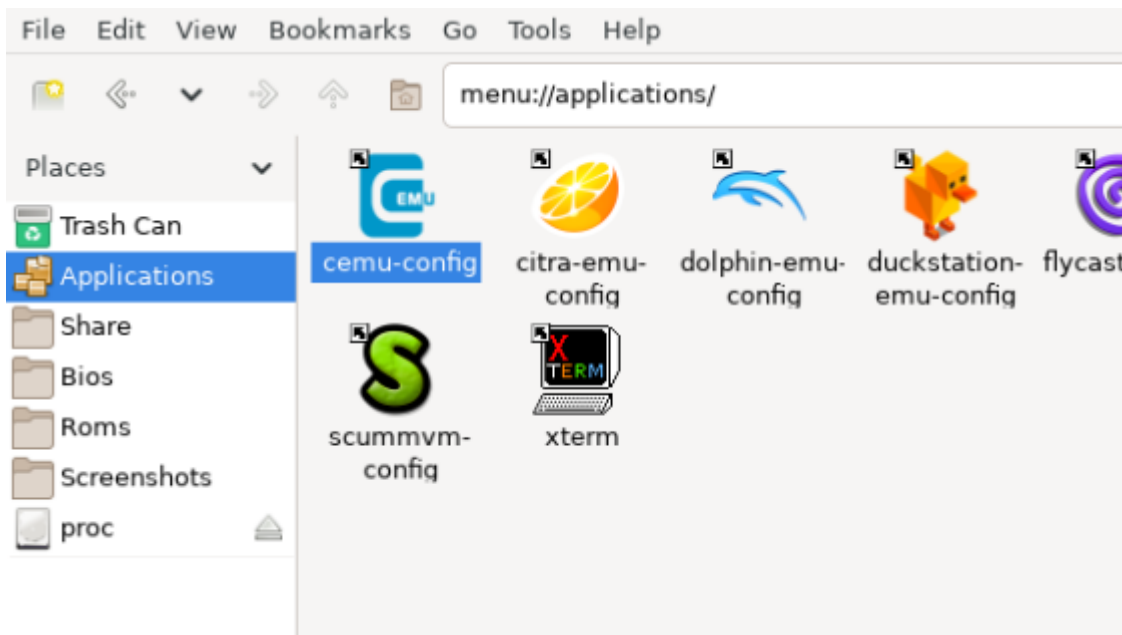 File Edit View Bookmarks Go Tools Help
menu://applications/
Places
Trash Can
Applications
Share
Bios
Roms
Screenshots
proc
EMU
cemu-config
citra-emu-
config
dolphin-emu-
config
duckstation-
emu-config
flycast
S
scummvm-
config
X
TERM
xterm